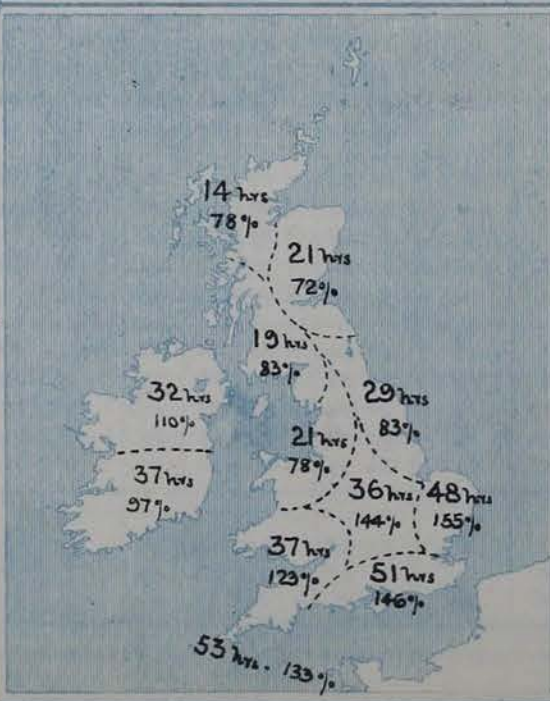 14 hrs
78%
21 hrs
72%
19 hrs
83%
32 hrs
110%
29 hrs
83%
21 hrs
78%
37 hrs
97%
36 hrs
144%
48 hrs
155%
37 hrs
123%
51 hrs
146%
53 hrs. 133%